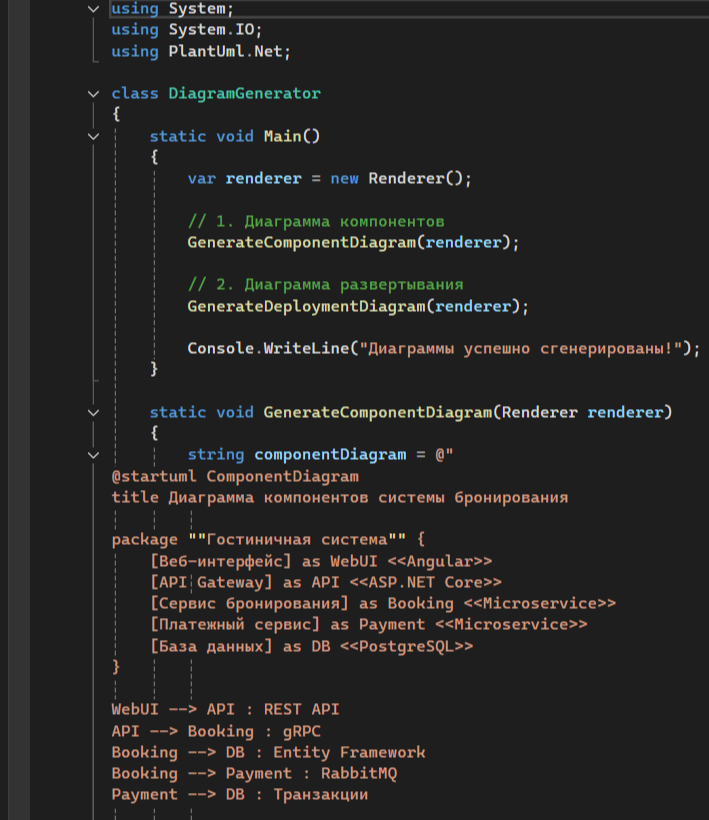 using System;
using System.IO;
using PlantUml.Net;
class DiagramGenerator
{
static void Main()
{
var renderer = new Renderer();
// 1. Диаграмма компонентов
GenerateComponentDiagram(renderer);
// 2. Диаграмма развертывания
GenerateDeploymentDiagram(renderer);
Console.WriteLine("Диаграммы успешно сгенерированы!");
}
static void GenerateComponentDiagram(Renderer renderer)
{
string componentDiagram = @"
@startuml ComponentDiagram
title Диаграмма компонентов системы бронирования
package ""Гостиничная система"" {
[Веб-интерфейс] as WebUI <<Angular>>
[API Gateway] as API <<ASP.NET Core>>
[Сервис бронирования] as Booking <<Microservice>>
[Платежный сервис] as Payment <<Microservice>>
[База данных] as DB <<PostgreSQL>>
}
WebUI --> API : REST API
API --> Booking : gRPC
Booking --> DB : Entity Framework
Booking --> Payment : RabbitMQ
Payment --> DB : Транзакции